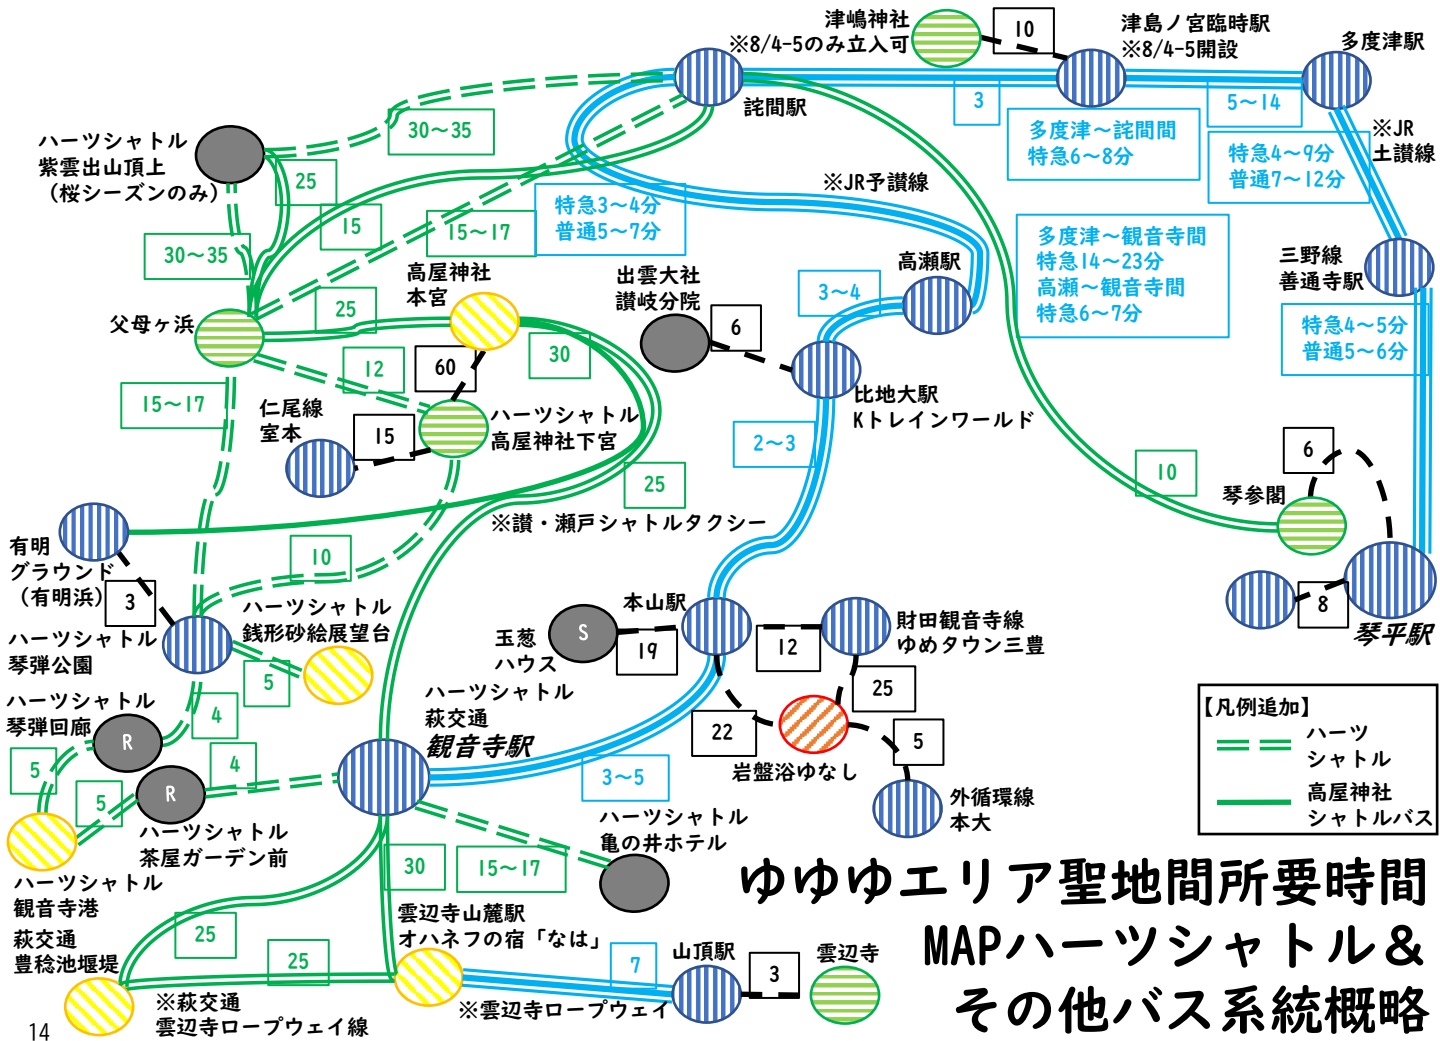 津嶋神社
※8/4-5のみ立入可
10
津島ノ宮臨時駅
※8/4-5開設
多度津駅
詫間駅
3
5～14
30～35
ハーツシャトル
紫雲出山頂上
（桜シーズンのみ）
25
多度津～詫間間
特急6～8分
特急4～9分
普通7～12分
※JR
土讃線
※JR予讃線
特急3～4分
普通5～7分
15
15～17
30～35
多度津～観音寺間
特急14～23分
高瀬～観音寺間
特急6～7分
三野線
善通寺駅
高屋神社
本宮
出雲大社
讃岐分院
3～4
高瀬駅
父母ヶ浜
25
6
特急4～5分
普通5～6分
30
12
60
15～17
仁尾線
室本
15
ハーツシャトル
高屋神社下宮
比地大駅
Kトレインワールド
2～3
6
10
琴参閣
25
※讃・瀬戸シャトルタクシー
有明
グラウンド
（有明浜）
3
10
8
琴平駅
ハーツシャトル
銭形砂絵展望台
ハーツシャトル
琴弾公園
5
玉葱
ハウス
S
19
本山駅
12
財田観音寺線
ゆめタウン三豊
25
ハーツシャトル
琴弾回廊
R
4
ハーツシャトル
萩交通
観音寺駅
22
5
岩盤浴ゆなし
【凡例追加】
ハーツ
シャトル
高屋神社
シャトルバス
5
5
R
4
3～5
外循環線
本大
ハーツシャトル
茶屋ガーデン前
ハーツシャトル
亀の井ホテル
ハーツシャトル
観音寺港
30
15～17
ゆゆゆエリア聖地間所要時間
MAPハーツシャトル＆
その他バス系統概略
萩交通
豊稔池堰堤
25
25
雲辺寺山麓駅
オハネフの宿「なは」
7
山頂駅
3
雲辺寺
※萩交通
雲辺寺ロープウェイ線
※雲辺寺ロープウェイ
14